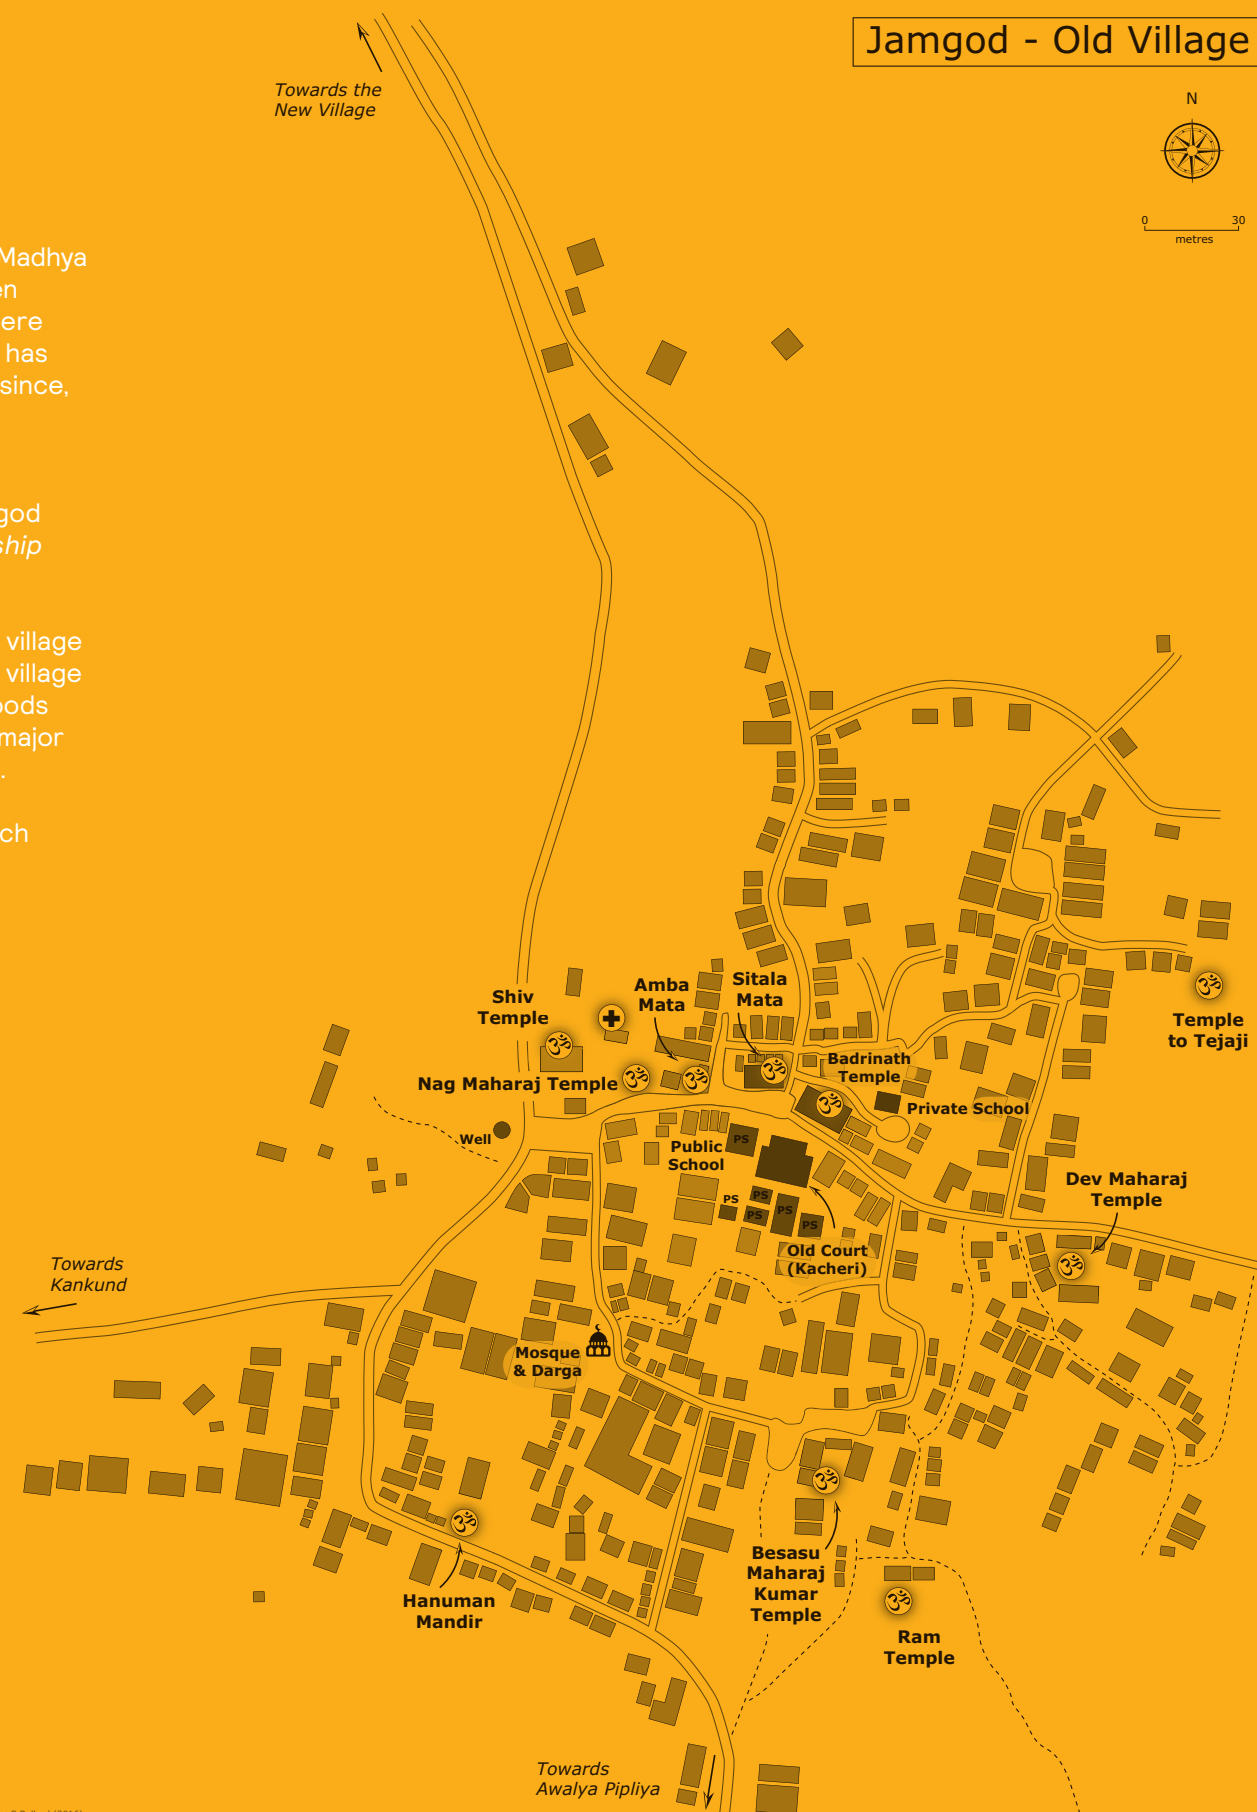 Jamgod - Old Village
Towards the
New Village
N
0 30
metres
Madhya
en
ere
has
since,
god
ship
village
village
oods
major
.
ch
Shiv
Temple
Amba
Mata
Sitala
Mata
Nag Maharaj Temple
Badrinath
Temple
Temple
to Tejaji
Private School
Well
Public
School
PS
PS
PS
PS
PS
PS
Dev Maharaj
Temple
Old Court
(Kacheri)
Towards
Kankund
Mosque
& Darga
Hanuman
Mandir
Besasu
Maharaj
Kumar
Temple
Ram
Temple
Towards
Awalya Pipliya